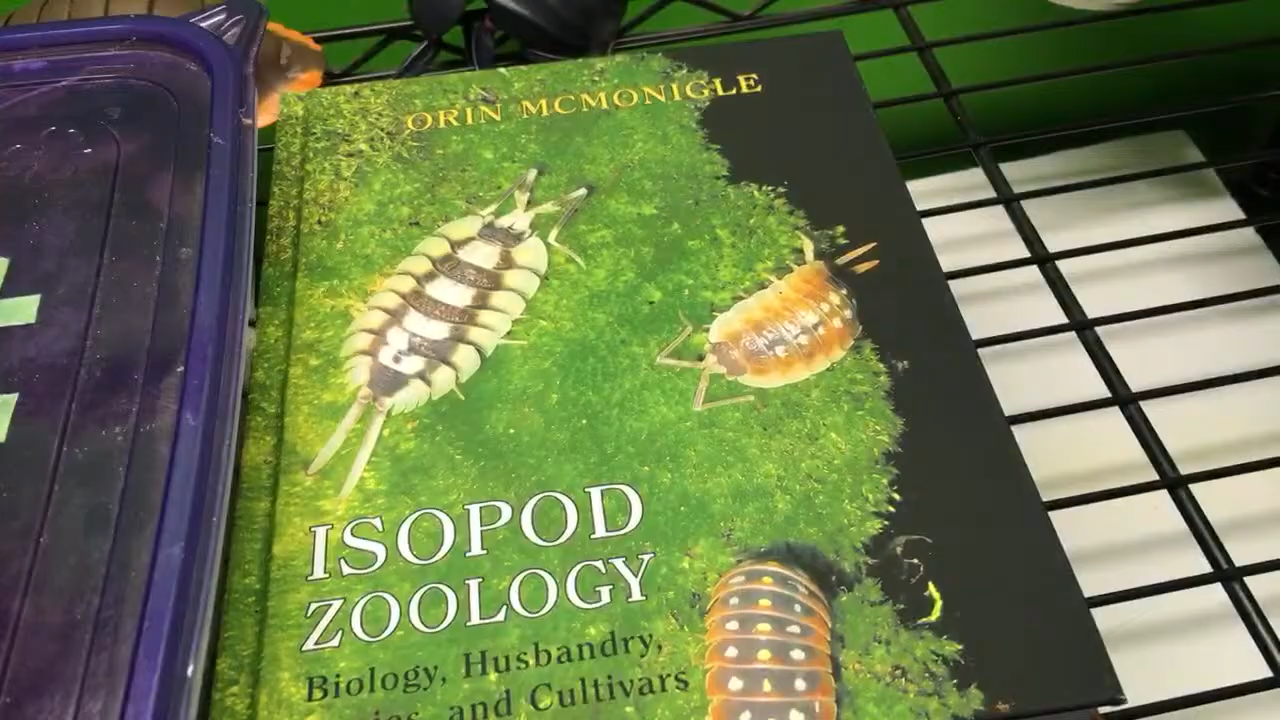 ORIN MCMONIGLE
ISOPOD
ZOOLOGY
Biology, Husbandry,
and Cultivars